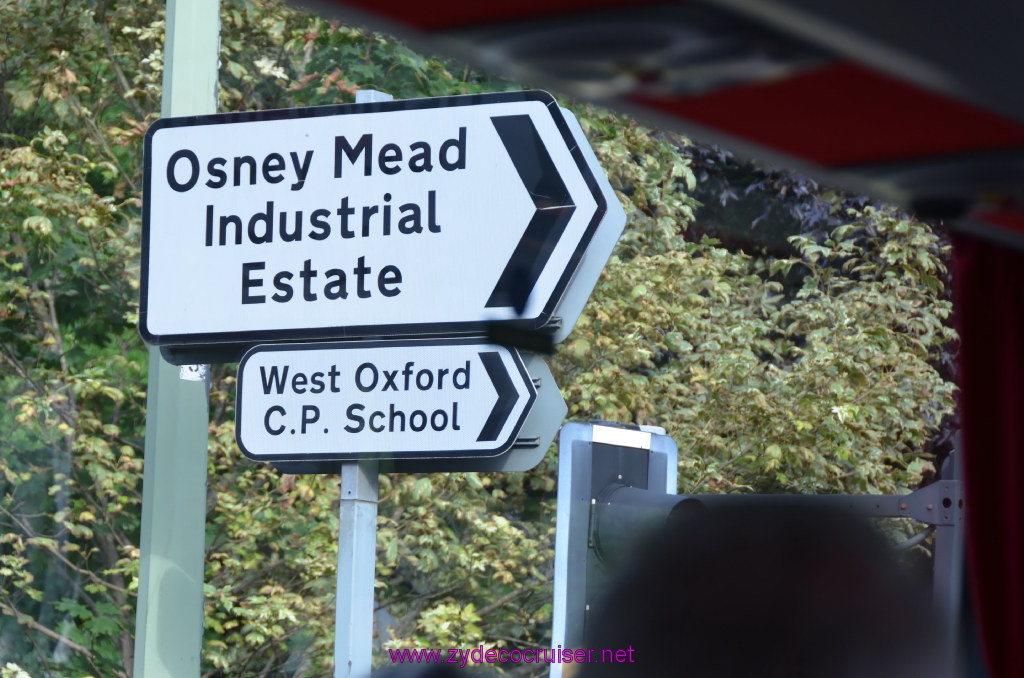 Osney Mead
Industrial
Estate
West Oxford
C.P. School
www.zydecocruiser.net